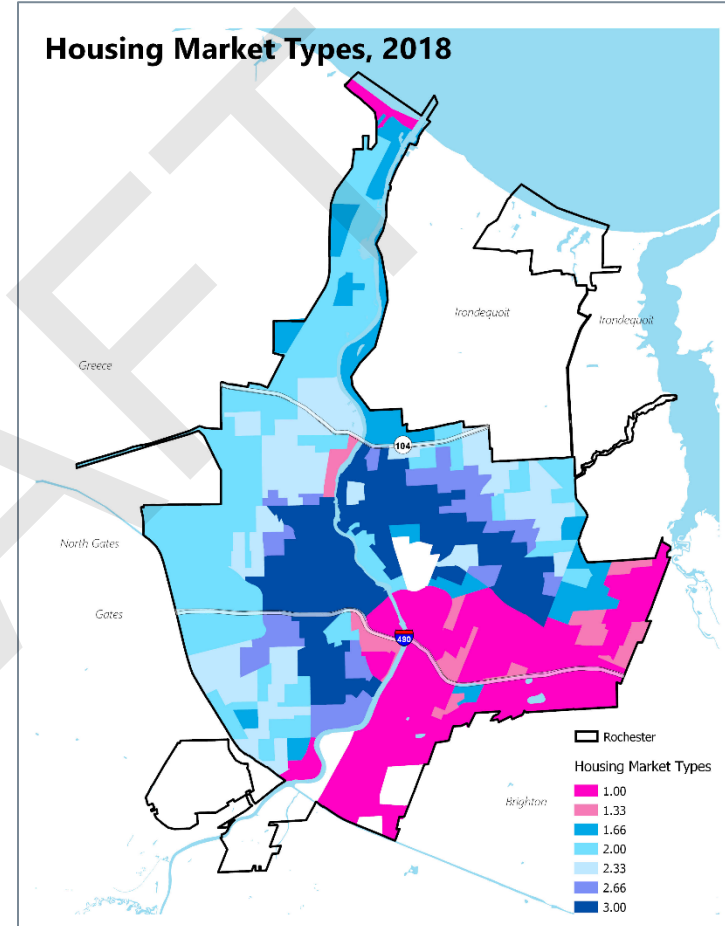 Housing Market Types, 2018
DRAFT
Irondequoit
Irondequoit
Greece
104
North Gates
Gates
490
Rochester
Housing Market Types
1.00
1.33
1.66
2.00
2.33
2.66
3.00
Brighton